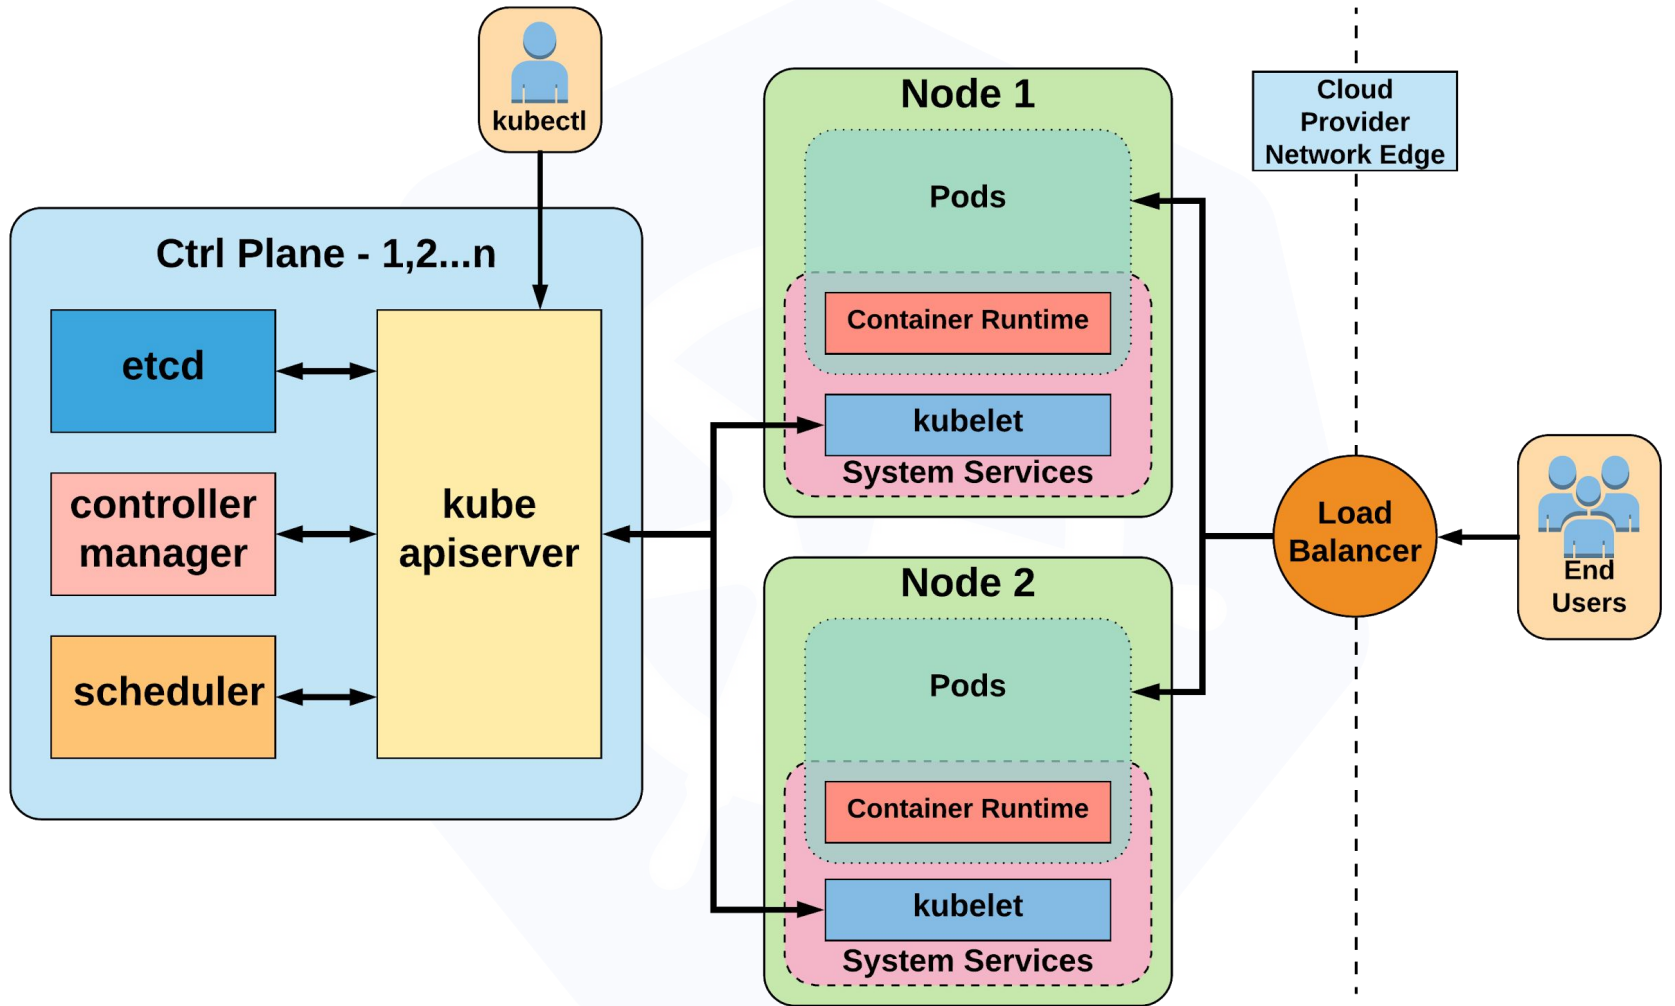 kubectl
Ctrl Plane - 1,2...n
etcd
controller
manager
scheduler
kube
apiserver
Node 1
Pods
Container Runtime
kubelet
System Services
Node 2
Pods
Container Runtime
kubelet
System Services
Cloud
Provider
Network Edge
Load
Balancer
End
Users